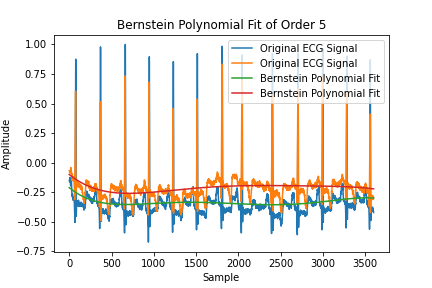 Bernstein Polynomial Fit of Order 5
Original ECG Signal
Original ECG Signal
Bernstein Polynomial Fit
Bernstein Polynomial Fit
1.00
0.75
0.50
0.25
0.00
−0.25
−0.50
−0.75
Amplitude
0 500 1000 1500 2000 2500 3000 3500
Sample